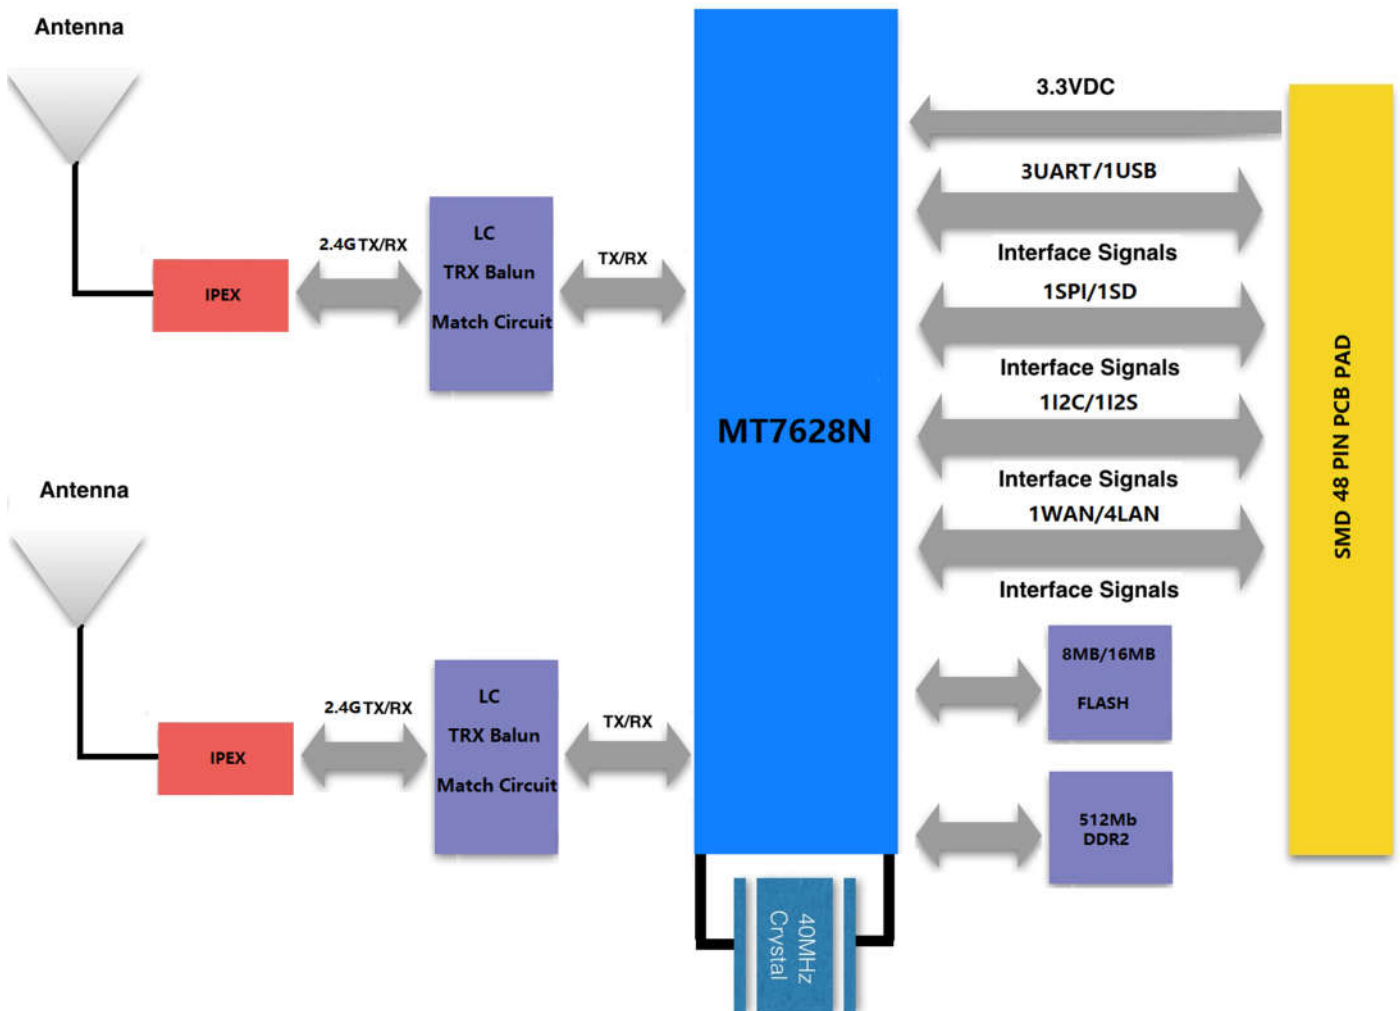 Antenna
3.3VDC
3UART/1USB
Interface Signals
LC
TRX Balun
Match Circuit
2.4G TX/RX
TX/RX
IPEX
1SPI/1SD
Interface Signals
1I2C/1I2S
Interface Signals
MT7628N
SMD 48 PIN PCB PAD
Antenna
1WAN/4LAN
Interface Signals
8MB/16MB
FLASH
LC
TRX Balun
Match Circuit
2.4G TX/RX
TX/RX
IPEX
512Mb
DDR2
40MHz
Crystal